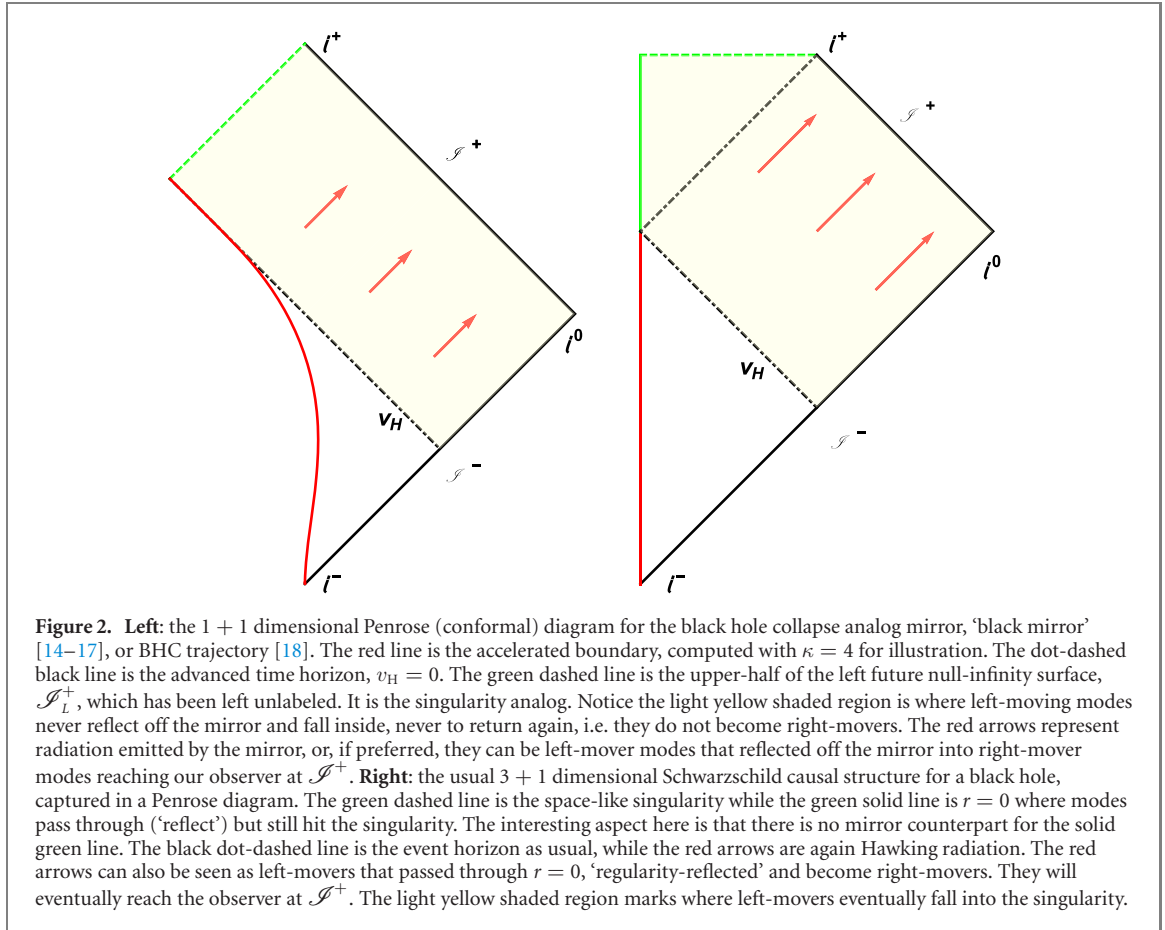 i⁺
i⁺
𝒥 ⁺
𝒥 ⁺
i⁰
i⁰
v_H
v_H
𝒥 ⁻
𝒥 ⁻
i⁻
i⁻
Figure 2. Left: the 1 + 1 dimensional Penrose (conformal) diagram for the black hole collapse analog mirror, ‘black mirror’
[14–17], or BHC trajectory [18]. The red line is the accelerated boundary, computed with κ = 4 for illustration. The dot-dashed
black line is the advanced time horizon, v_H = 0. The green dashed line is the upper-half of the left future null-infinity surface,
𝒥_L⁺, which has been left unlabeled. It is the singularity analog. Notice the light yellow shaded region is where left-moving modes
never reflect off the mirror and fall inside, never to return again, i.e. they do not become right-movers. The red arrows represent
radiation emitted by the mirror, or, if preferred, they can be left-mover modes that reflected off the mirror into right-mover
modes reaching our observer at 𝒥⁺. Right: the usual 3 + 1 dimensional Schwarzschild causal structure for a black hole,
captured in a Penrose diagram. The green dashed line is the space-like singularity while the green solid line is r = 0 where modes
pass through (‘reflect’) but still hit the singularity. The interesting aspect here is that there is no mirror counterpart for the solid
green line. The black dot-dashed line is the event horizon as usual, while the red arrows are again Hawking radiation. The red
arrows can also be seen as left-movers that passed through r = 0, ‘regularity-reflected’ and become right-movers. They will
eventually reach the observer at 𝒥⁺. The light yellow shaded region marks where left-movers eventually fall into the singularity.